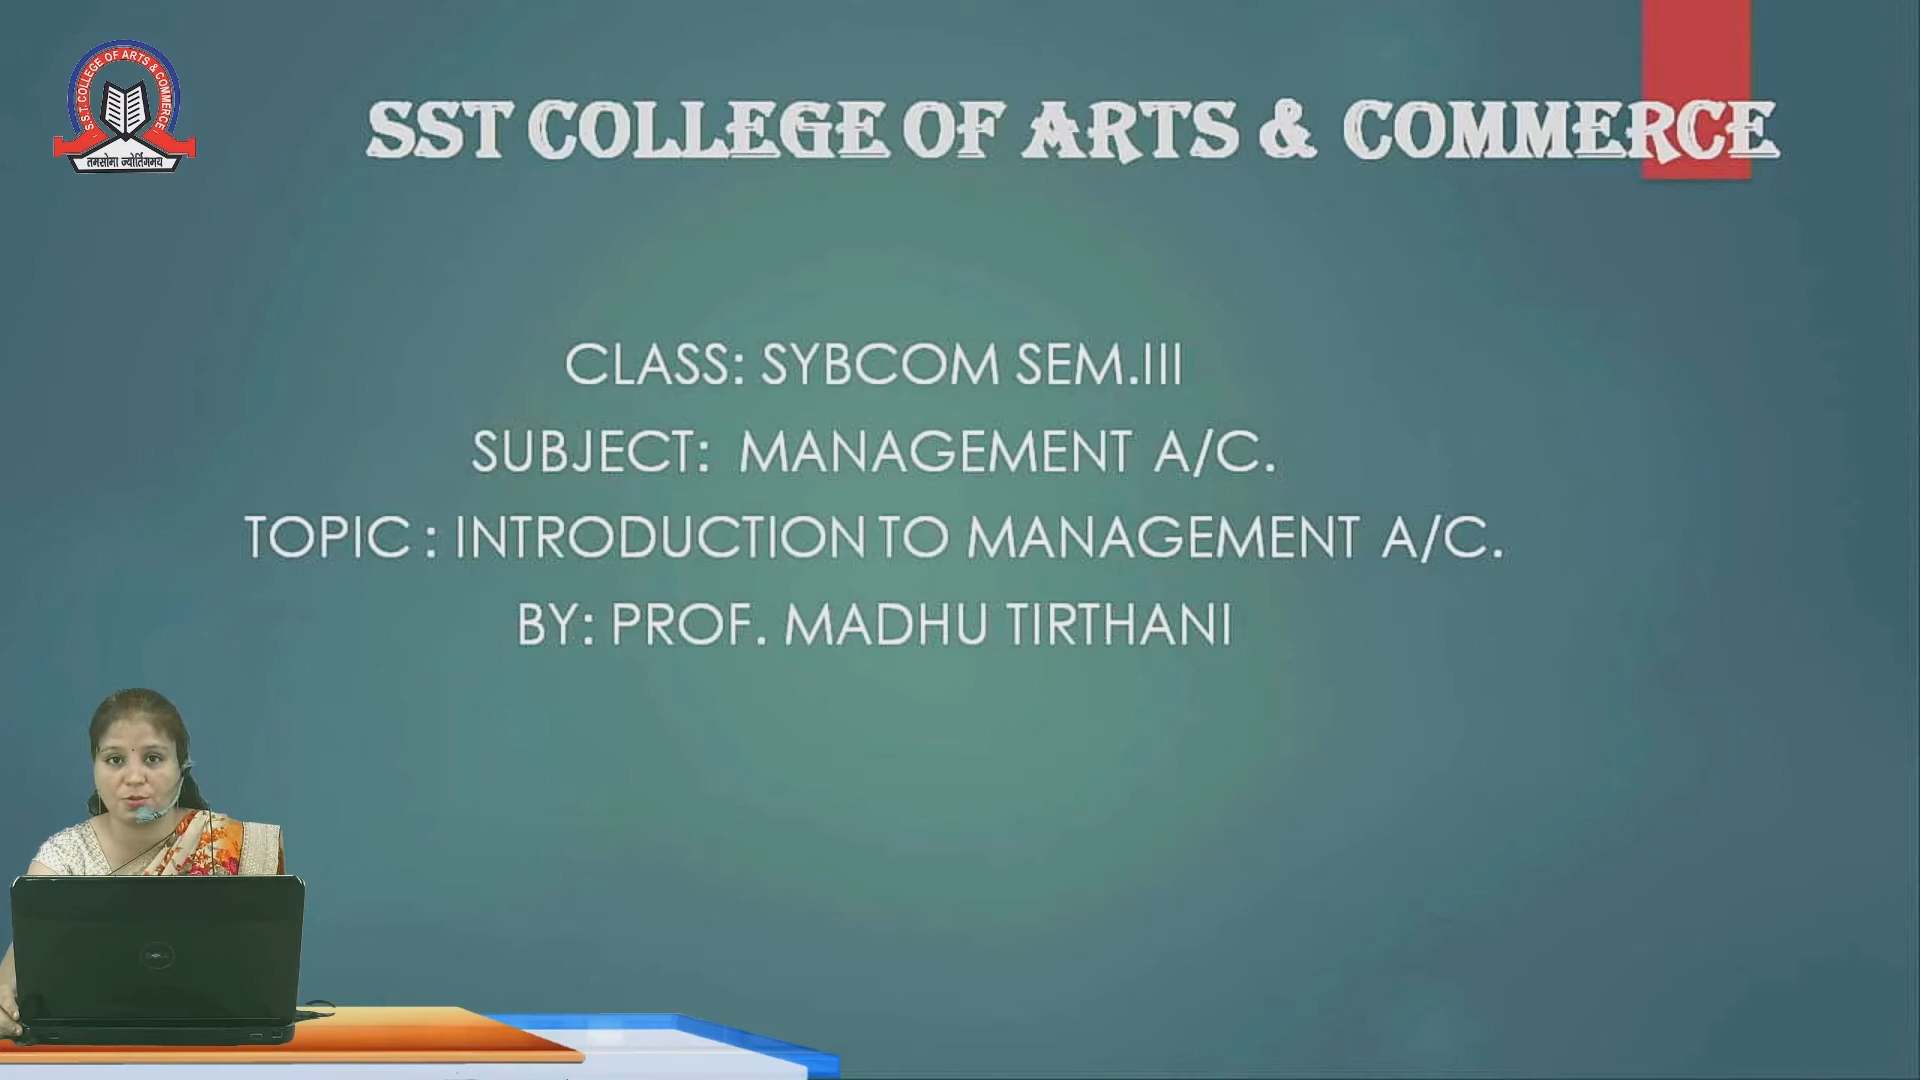 S.S.T. COLLEGE OF ARTS & COMMERCE
तमसोमा ज्योर्तिगमय
SST COLLEGE OF ARTS & COMMERCE
CLASS: SYBCOM SEM.III
SUBJECT: MANAGEMENT A/C.
TOPIC : INTRODUCTION TO MANAGEMENT A/C.
BY: PROF. MADHU TIRTHANI
DELL